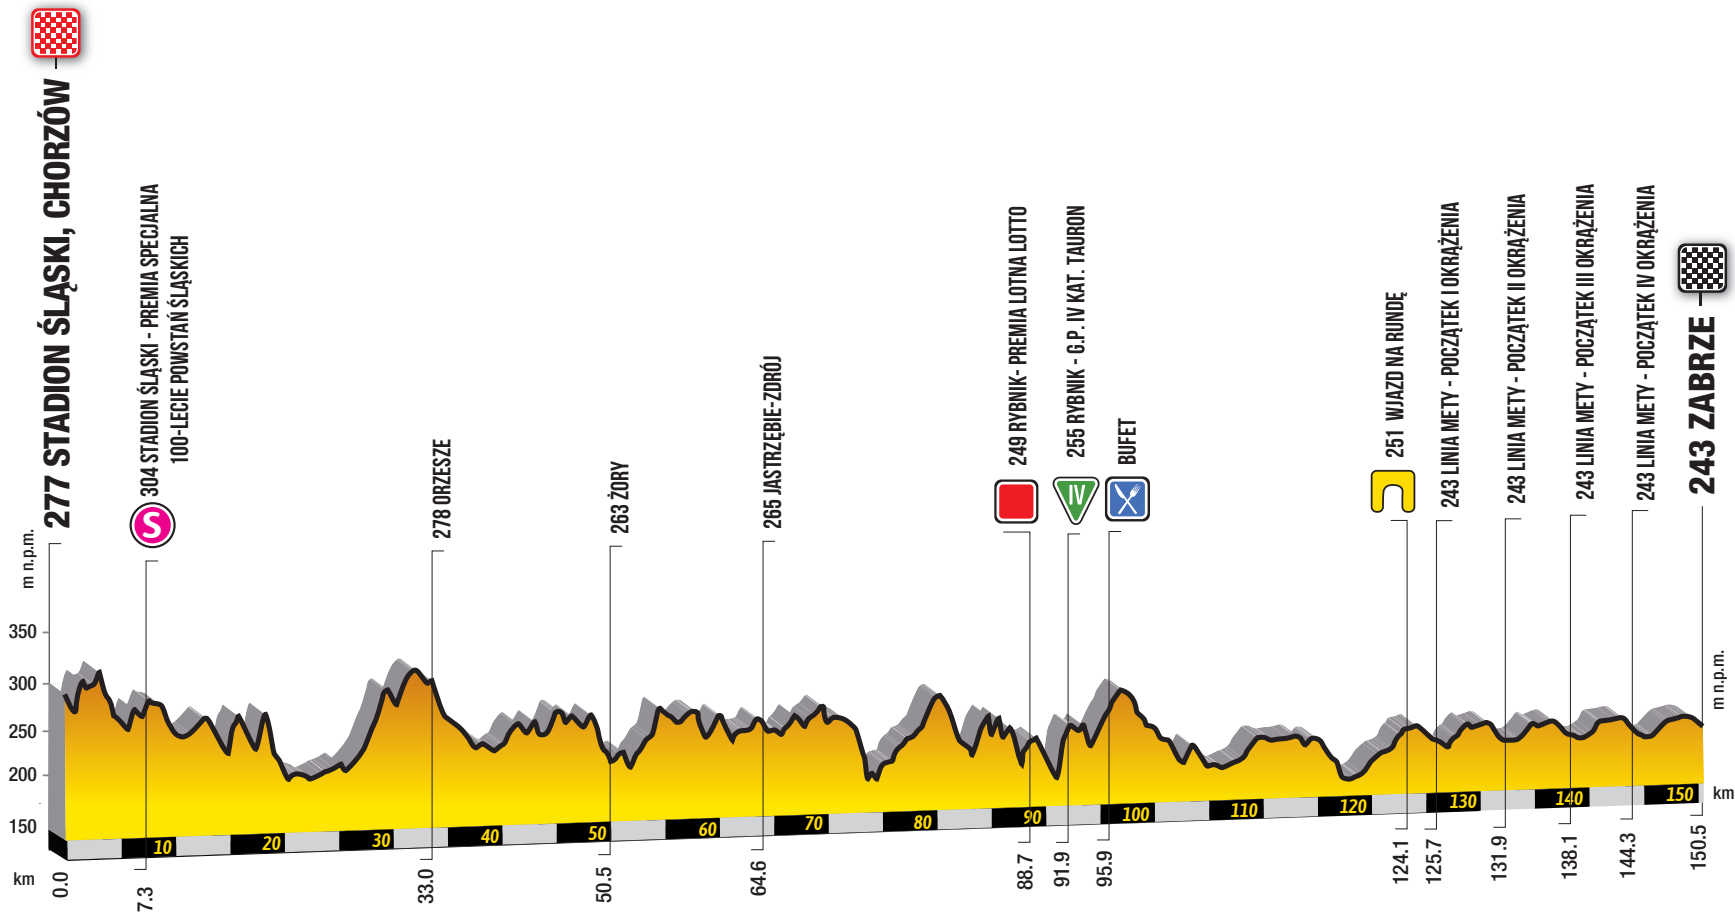 277 STADION ŚLĄSKI, CHORZÓW
S
304 STADION ŚLĄSKI - PREMIA SPECJALNA
100-LECIE POWSTAŃ ŚLĄSKICH
278 ORZESZE
263 ŻORY
265 JASTRZĘBIE-ZDRÓJ
249 RYBNIK- PREMIA LOTNA LOTTO
IV
255 RYBNIK - G.P. IV KAT. TAURON
BUFET
251 WJAZD NA RUNDĘ
243 LINIA METY - POCZĄTEK I OKRĄŻENIA
243 LINIA METY - POCZĄTEK II OKRĄŻENIA
243 LINIA METY - POCZĄTEK III OKRĄŻENIA
243 LINIA METY - POCZĄTEK IV OKRĄŻENIA
243 ZABRZE
m n.p.m.
350
300
250
200
150
m n.p.m.
10 20 30 40 50 60 70 80 90 100 110 120 130 140 150 km
km 0.0 7.3 33.0 50.5 64.6 88.7 91.9 95.9 124.1 125.7 131.9 138.1 144.3 150.5